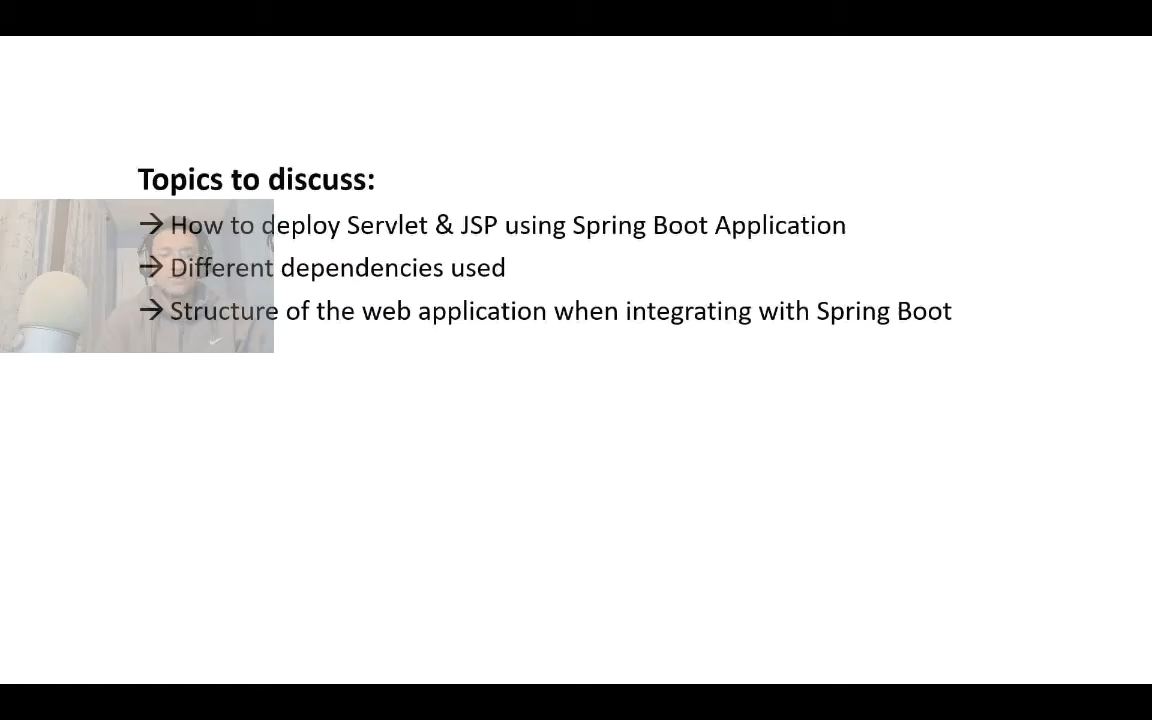 Topics to discuss:
→ How to deploy Servlet & JSP using Spring Boot Application
→ Different dependencies used
→ Structure of the web application when integrating with Spring Boot